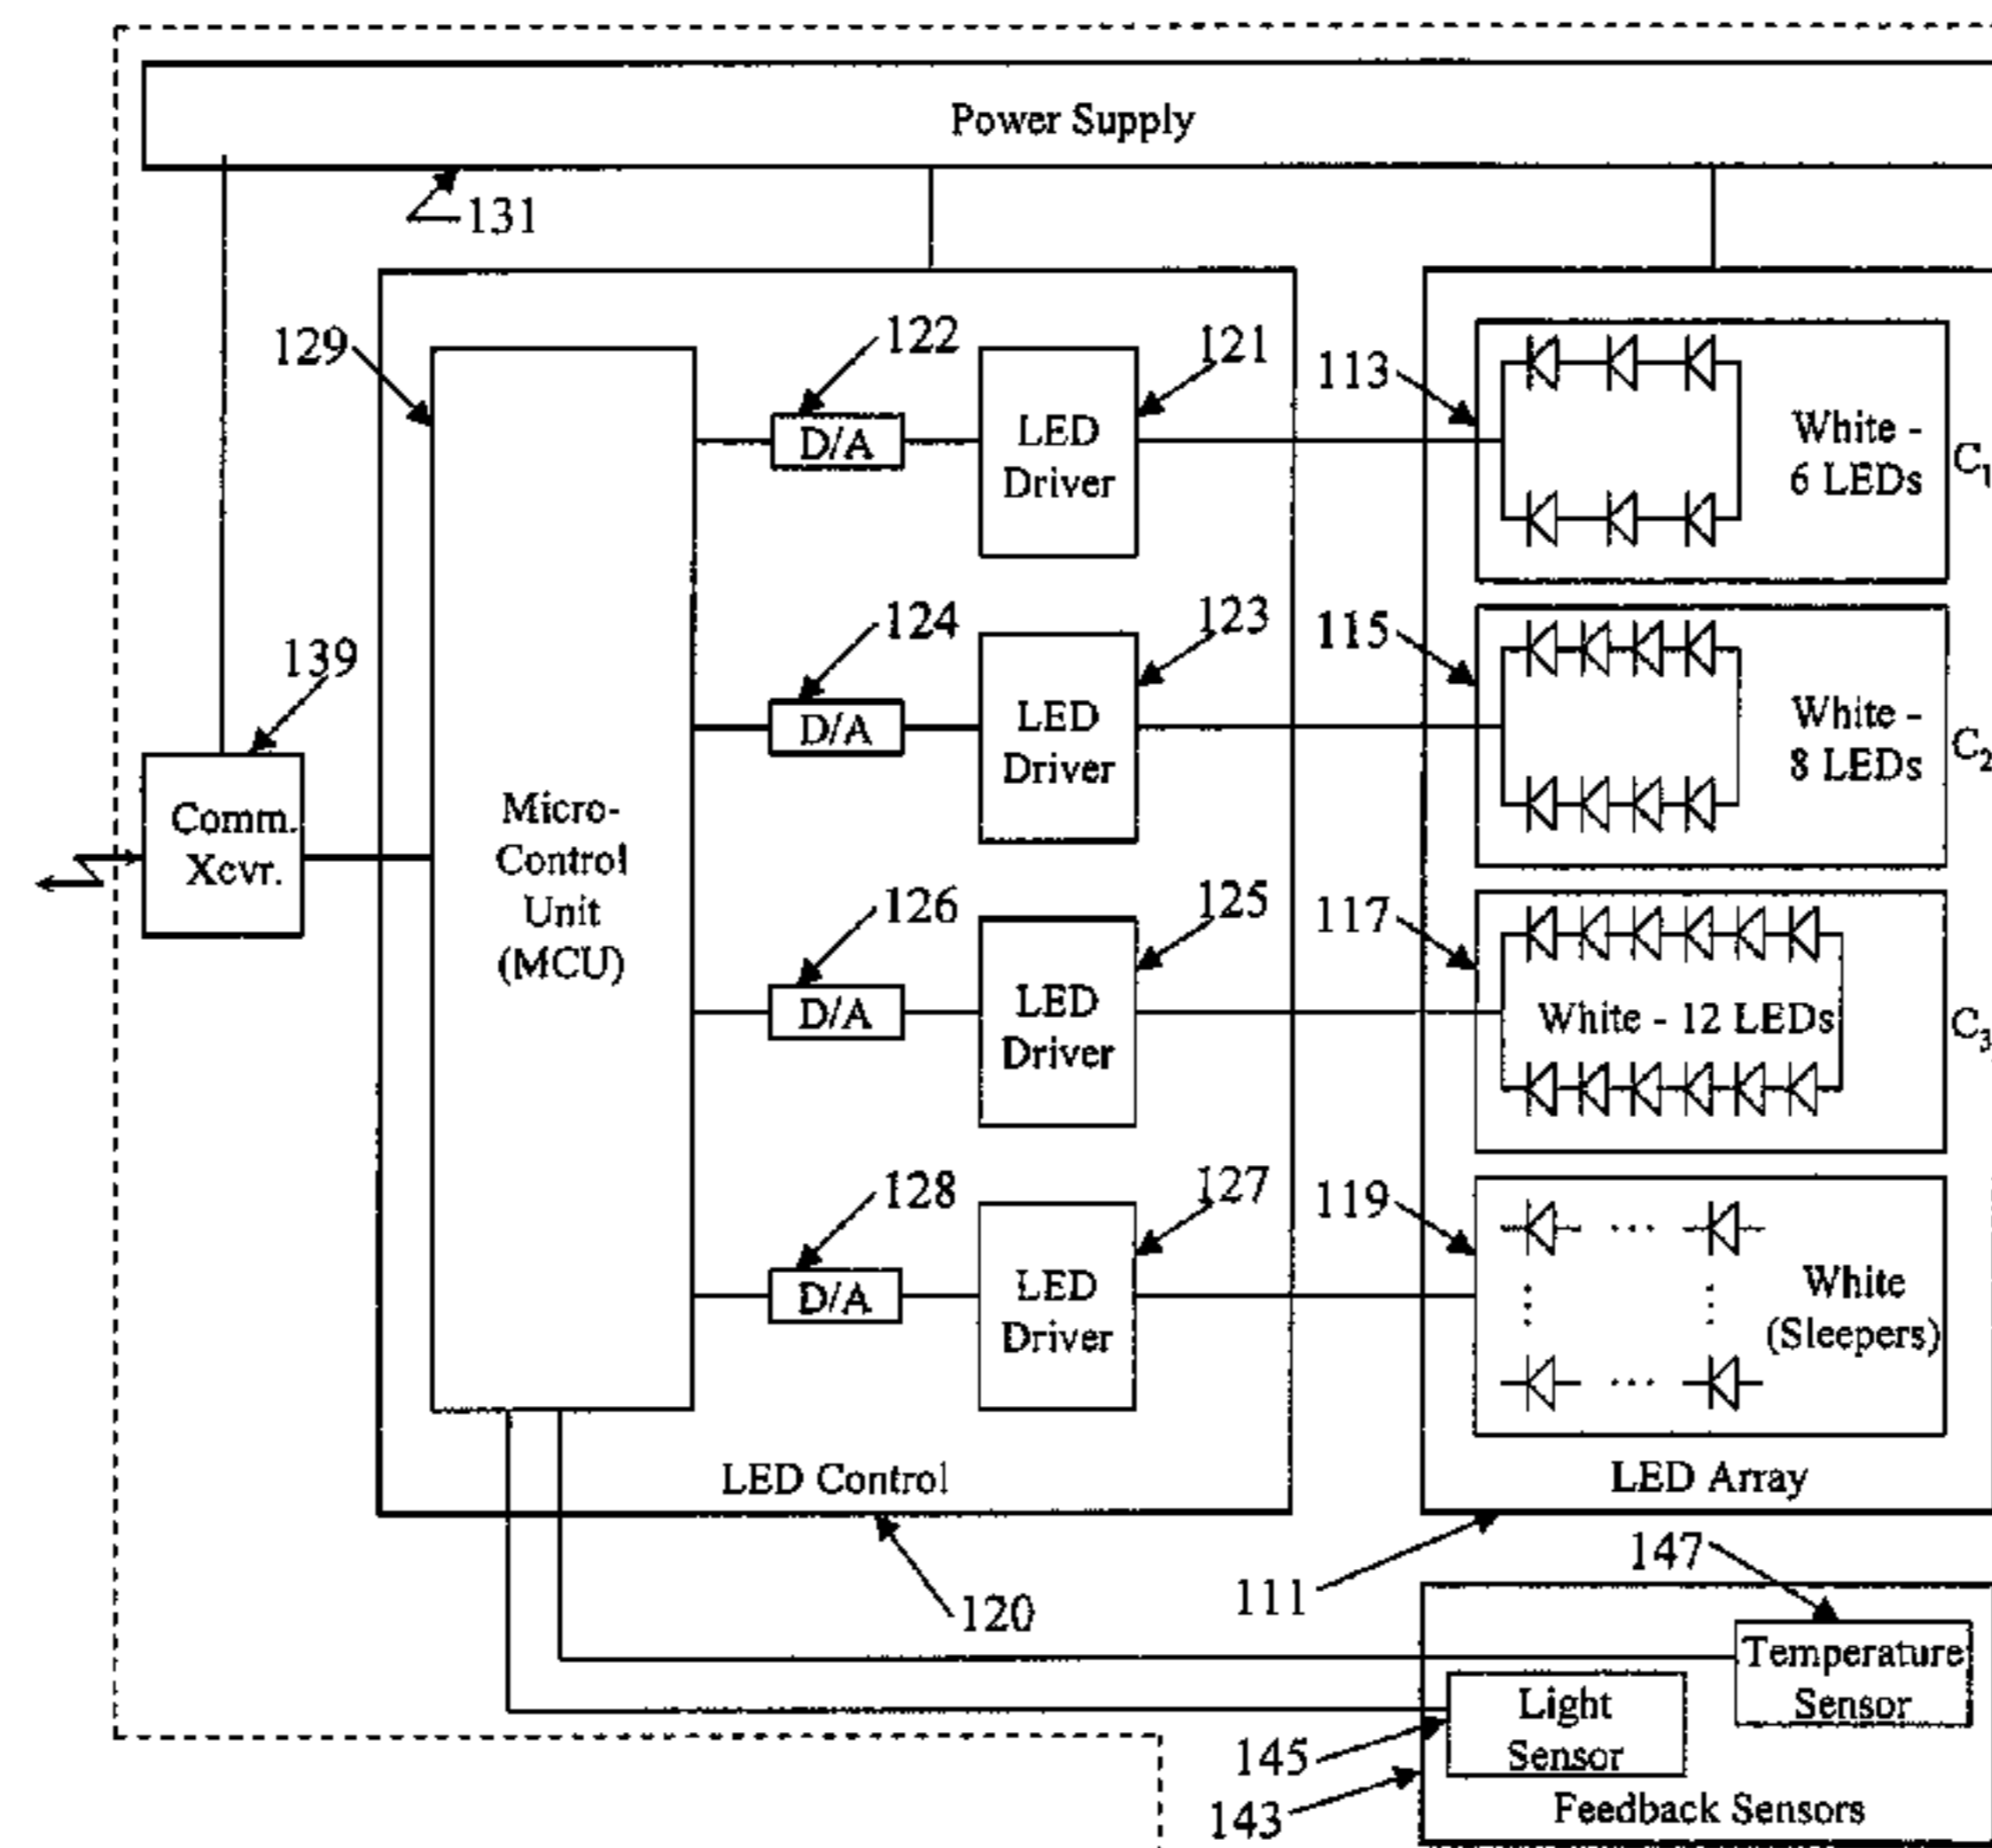 Power Supply
131
129
122
121
113
D/A
LED
Driver
White -
6 LEDs
C1
139
124
123
115
D/A
LED
Driver
White -
8 LEDs
C2
Comm.
Xcvr.
Micro-
Control
Unit
(MCU)
126
125
117
D/A
LED
Driver
White - 12 LEDs
C3
128
127
119
D/A
LED
Driver
White
(Sleepers)
LED Control
LED Array
120
111
147
Temperature
Sensor
Light
Sensor
145
143
Feedback Sensors